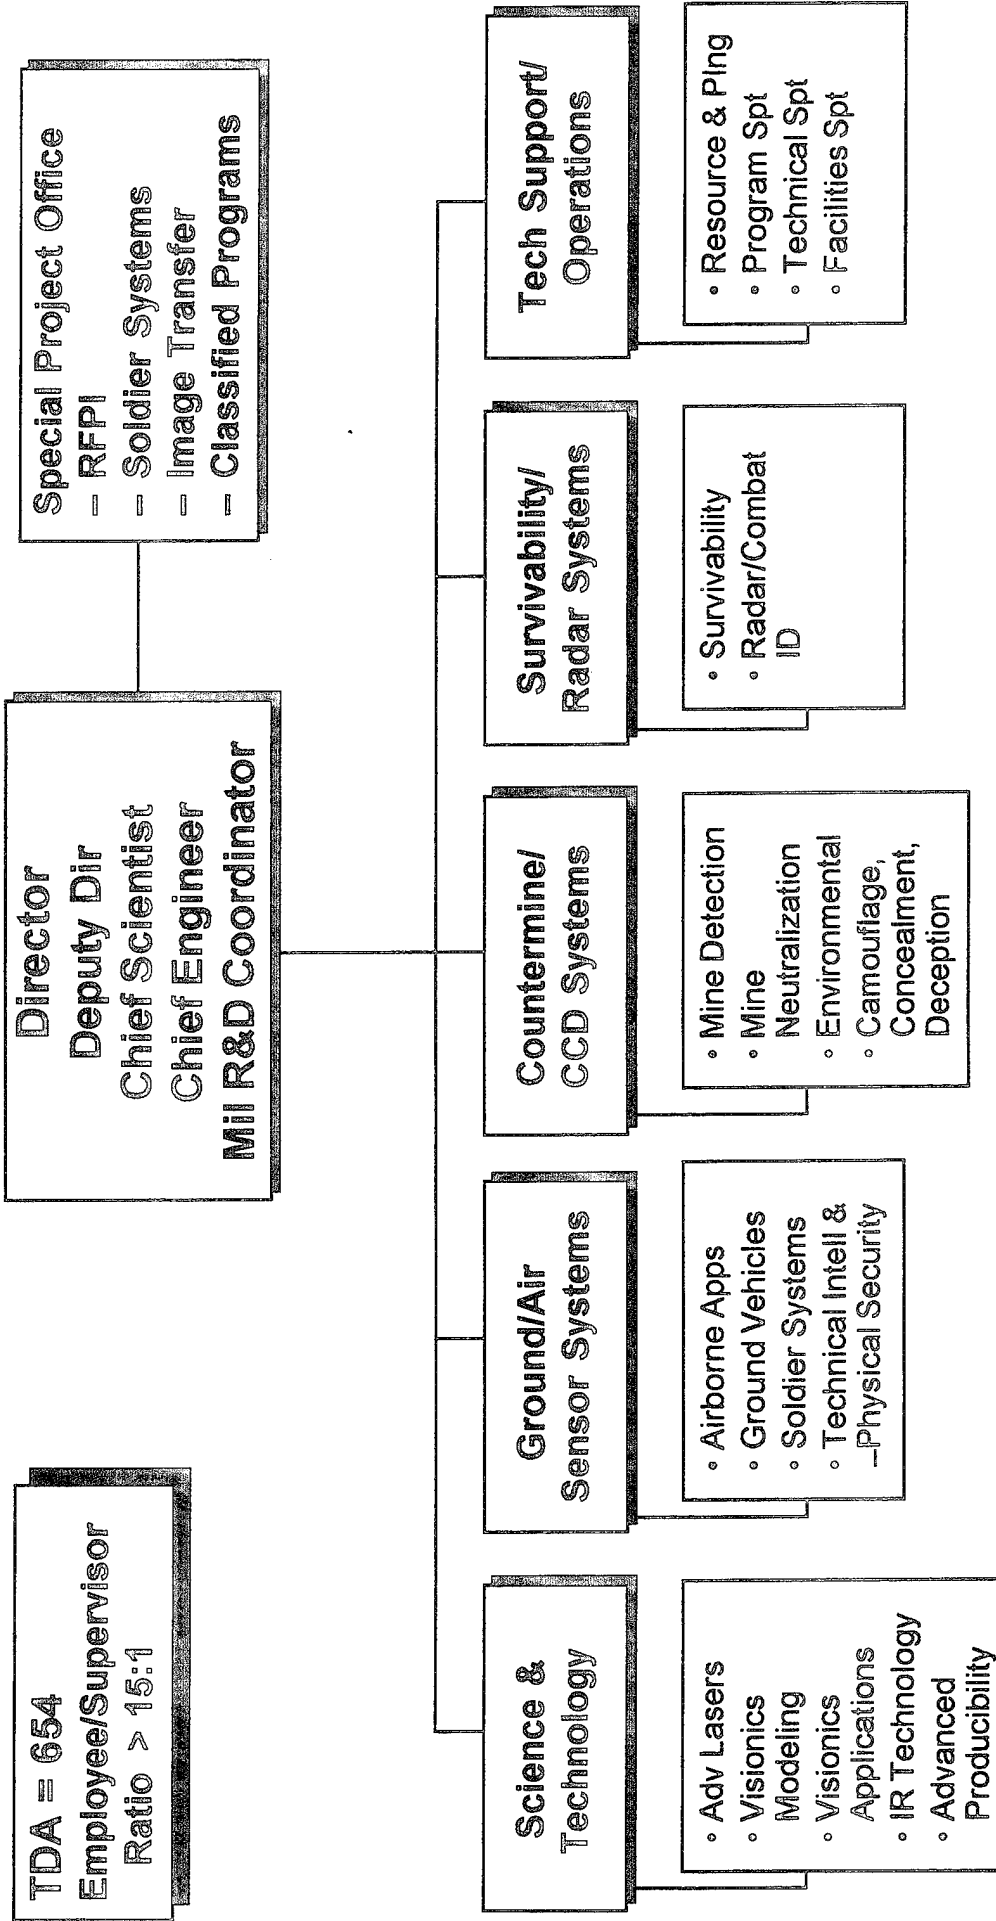 TDA = 654
Employee/Supervisor
Ratio > 15:1
Director
Deputy Dir
Chief Scientist
Chief Engineer
Mil R&D Coordinator
Special Project Office
– RFPI
– Soldier Systems
– Image Transfer
– Classified Programs
Science &
Technology
• Adv Lasers
• Visionics
Modeling
• Visionics
Applications
• IR Technology
• Advanced
Producibility
Ground/Air
Sensor Systems
• Airborne Apps
• Ground Vehicles
• Soldier Systems
• Technical Intell &
–Physical Security
Countermine/
CCD Systems
• Mine Detection
• Mine
Neutralization
• Environmental
• Camouflage,
Concealment,
Deception
Survivability/
Radar Systems
• Survivability
• Radar/Combat
ID
Tech Support/
Operations
• Resource & Plng
• Program Spt
• Technical Spt
• Facilities Spt